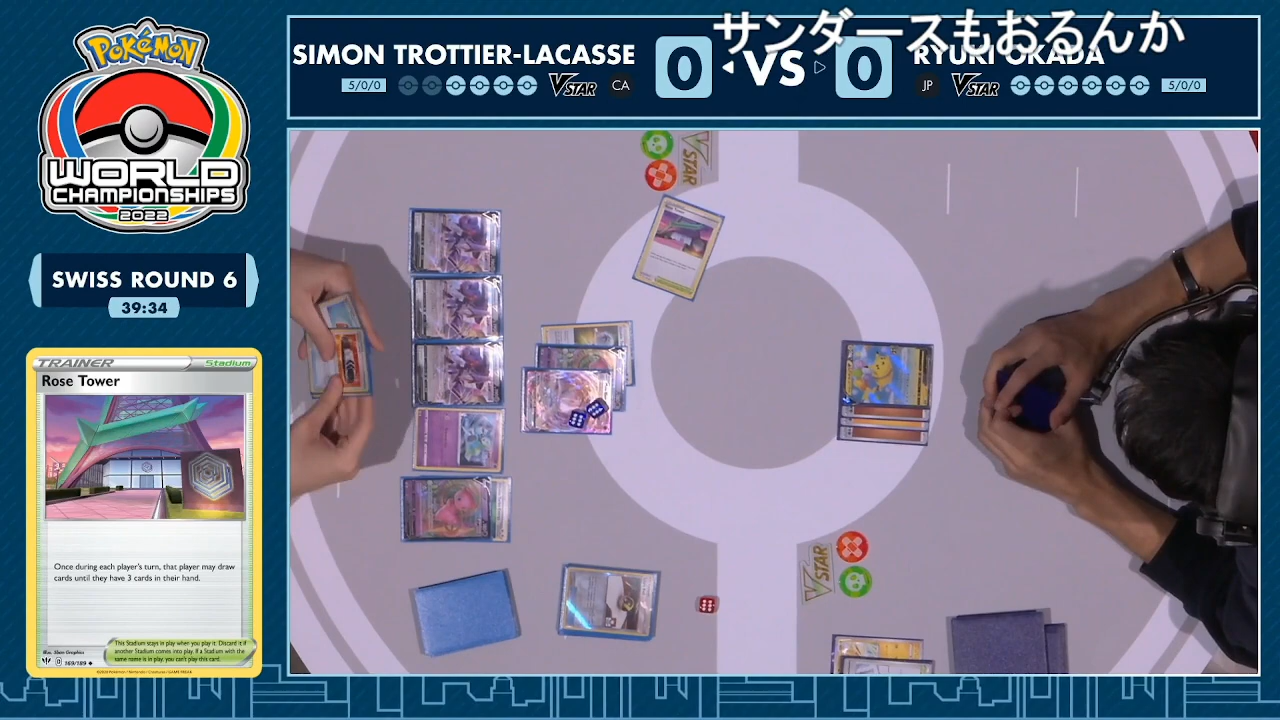 サンダースもおるんか
Pokémon
WORLD
CHAMPIONSHIPS
2022
SIMON TROTTIER-LACASSE
5/0/0
VSTAR
CA
0
VS
0
RYUKI OKADA
JP
VSTAR
5/0/0
SWISS ROUND 6
39:34
TRAINER
Stadium
Rose Tower
Once during each player's turn, that player may draw
cards until they have 3 cards in their hand.
This Stadium stays in play when you play it. Discard it if
another Stadium comes into play. If a Stadium with the
same name is in play, you can't play this card.
169/189
VSTAR
VSTAR